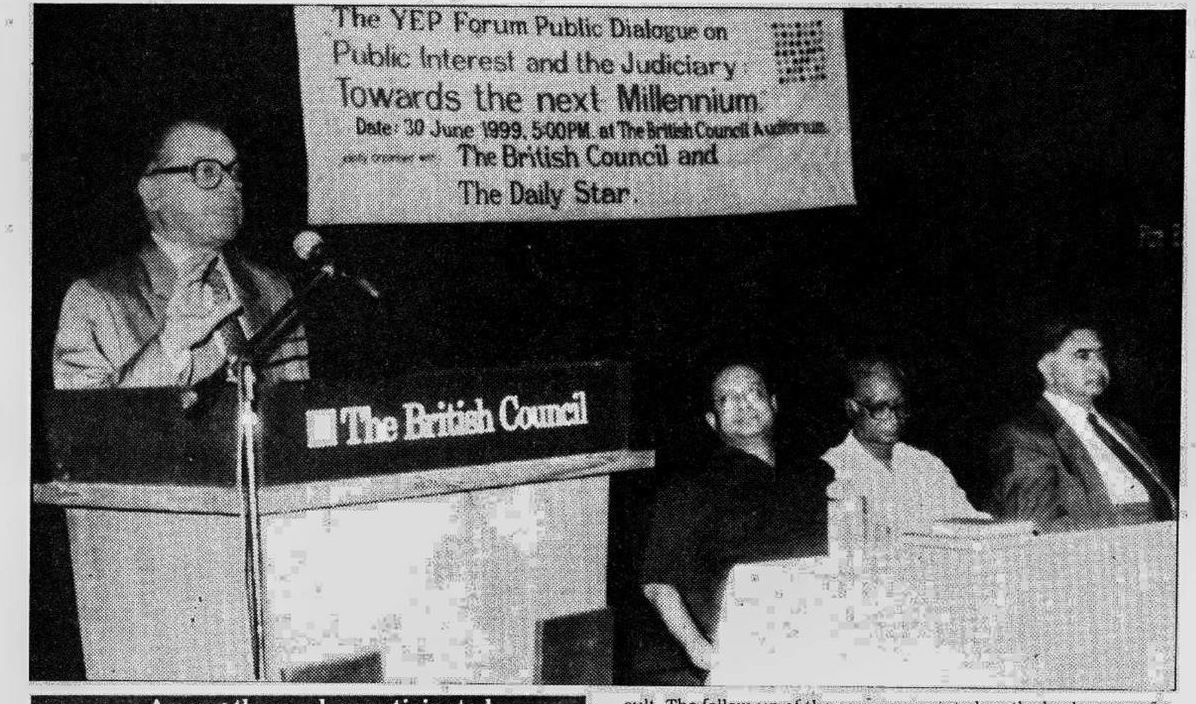 The YEP Forum Public Dialogue on
"Public Interest and the Judiciary :
Towards the next Millennium."
Date: 30 June 1999, 5:00PM. at The British Council Auditorium.
The British Council and
The Daily Star.
The British Council